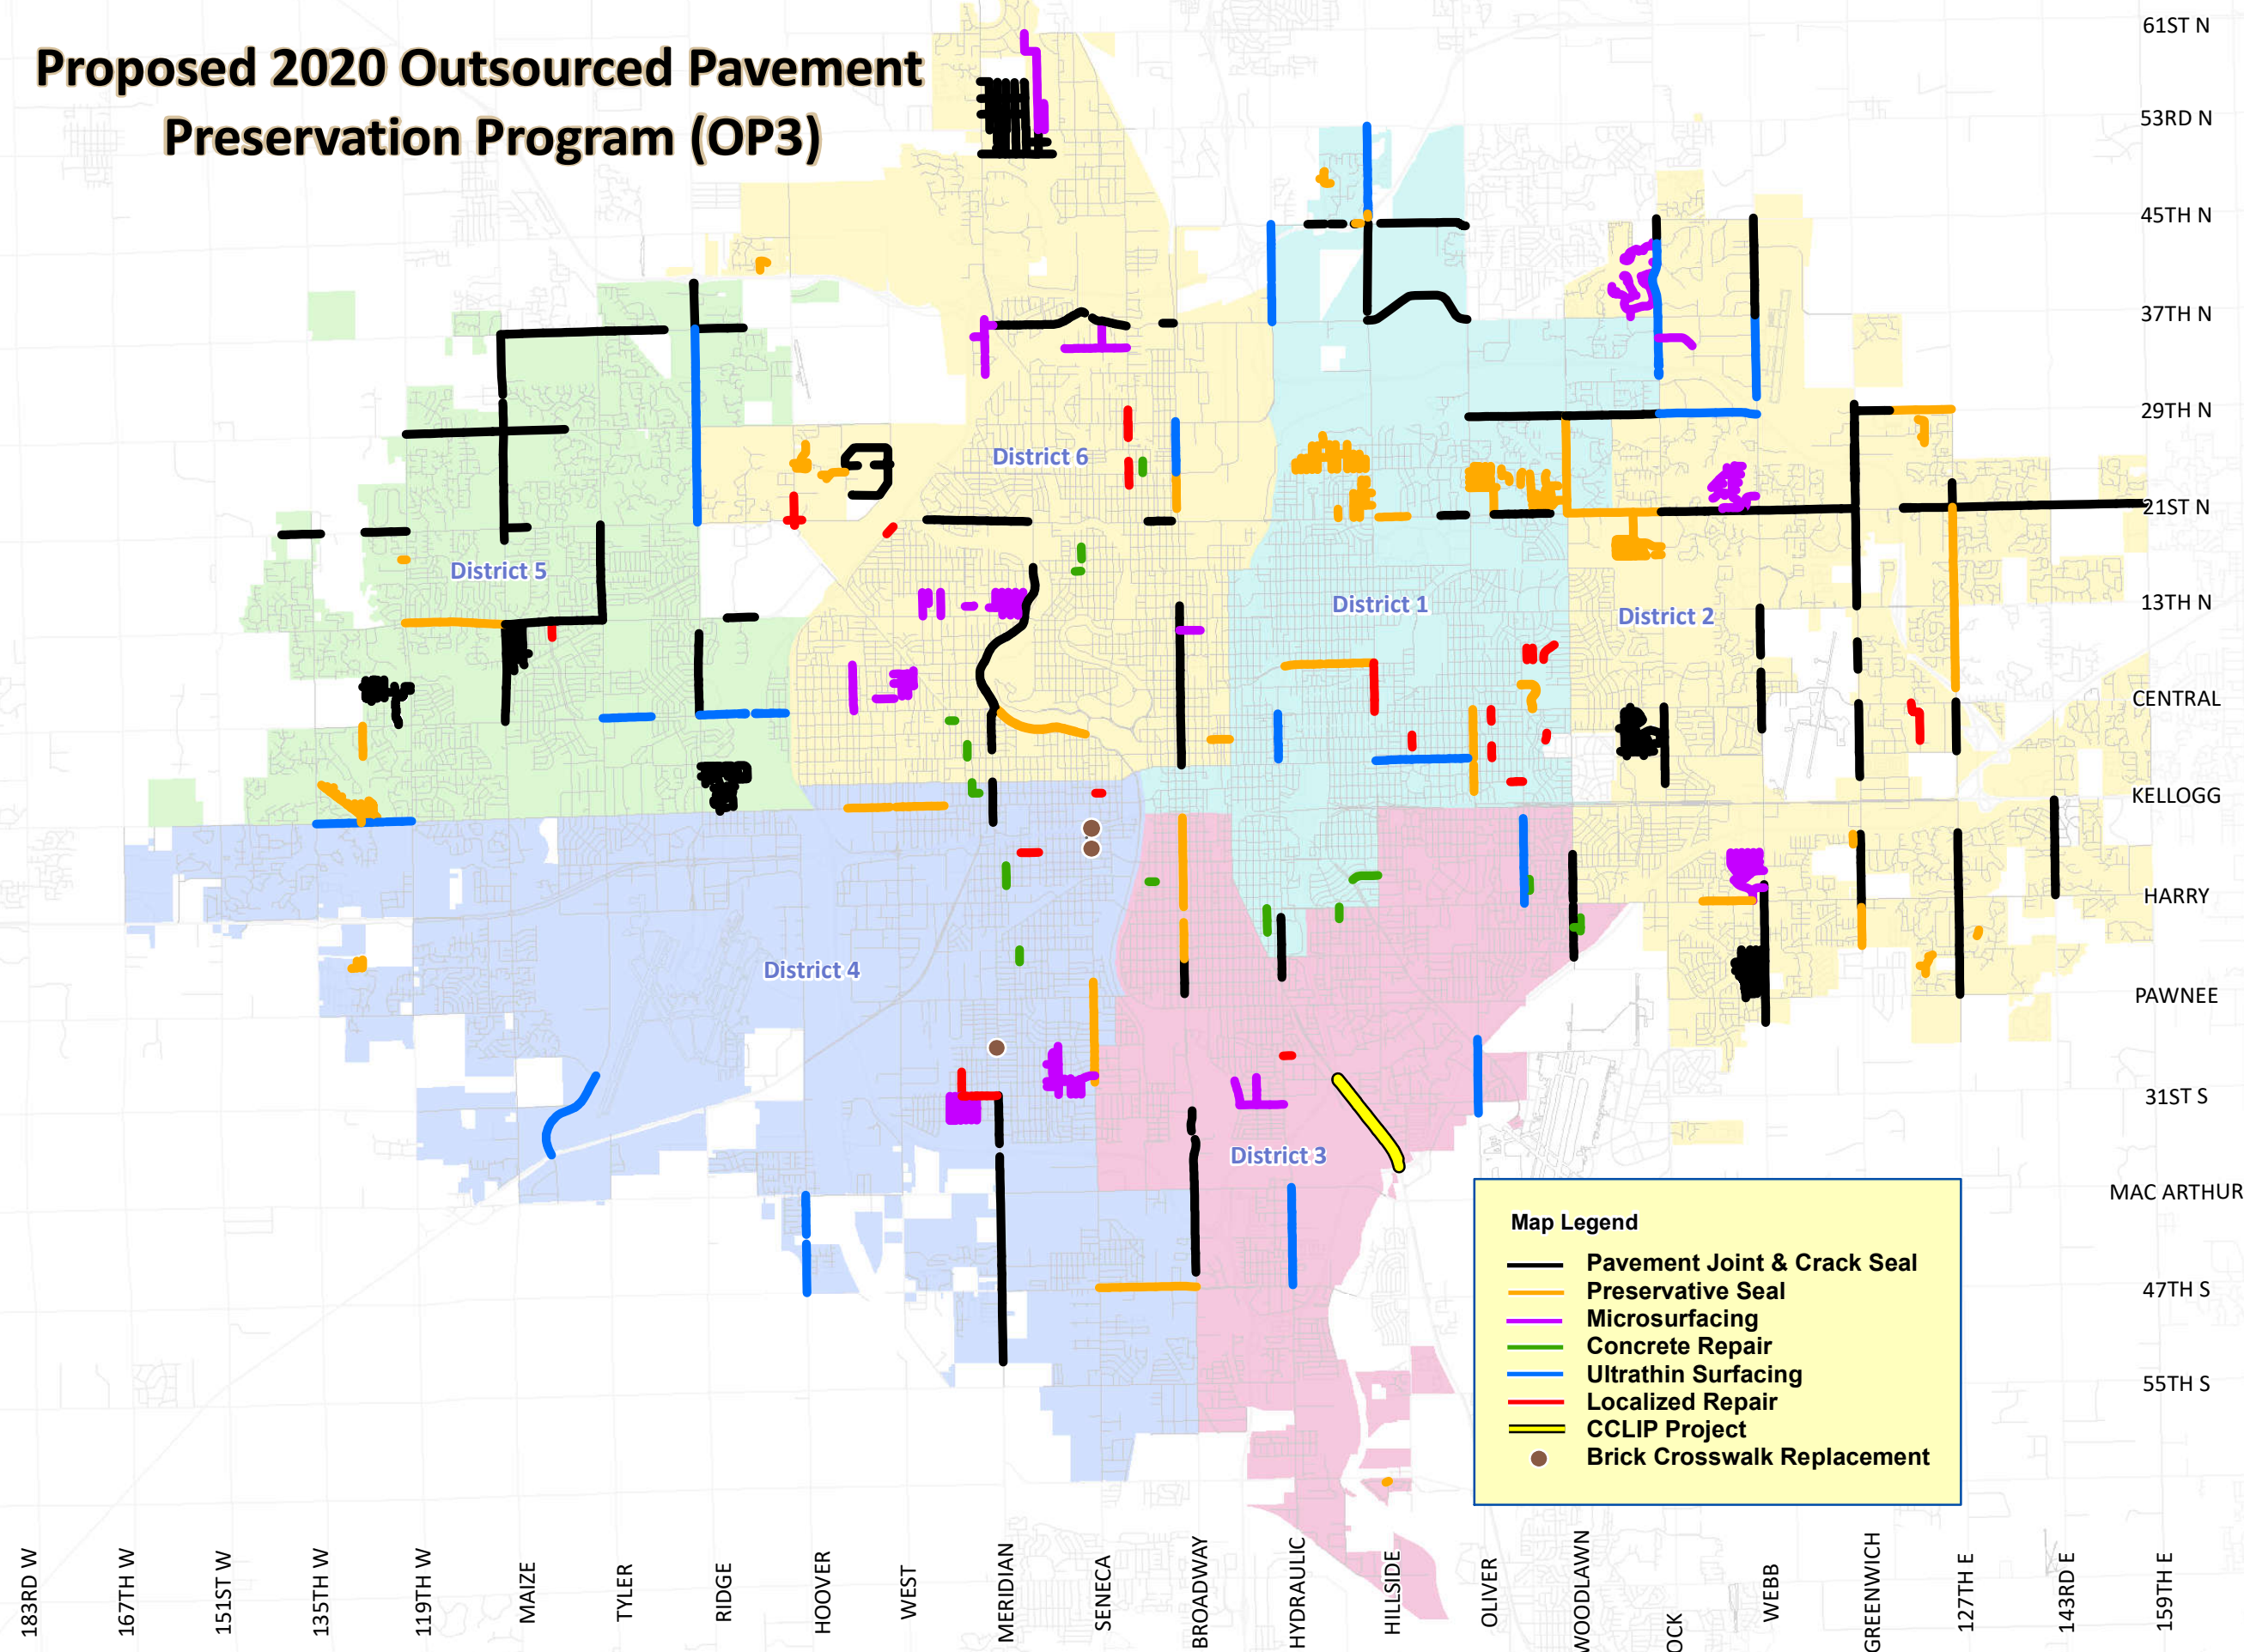 Proposed 2020 Outsourced Pavement
Preservation Program (OP3)
61ST N
53RD N
45TH N
37TH N
29TH N
21ST N
13TH N
CENTRAL
KELLOGG
HARRY
PAWNEE
31ST S
MAC ARTHUR
47TH S
55TH S
District 6
District 5
District 1
District 2
District 4
District 3
Map Legend
Pavement Joint & Crack Seal
Preservative Seal
Microsurfacing
Concrete Repair
Ultrathin Surfacing
Localized Repair
CCLIP Project
Brick Crosswalk Replacement
183RD W
167TH W
151ST W
135TH W
119TH W
MAIZE
TYLER
RIDGE
HOOVER
WEST
MERIDIAN
SENECA
BROADWAY
HYDRAULIC
HILLSIDE
OLIVER
WOODLAWN
OCK
WEBB
GREENWICH
127TH E
143RD E
159TH E